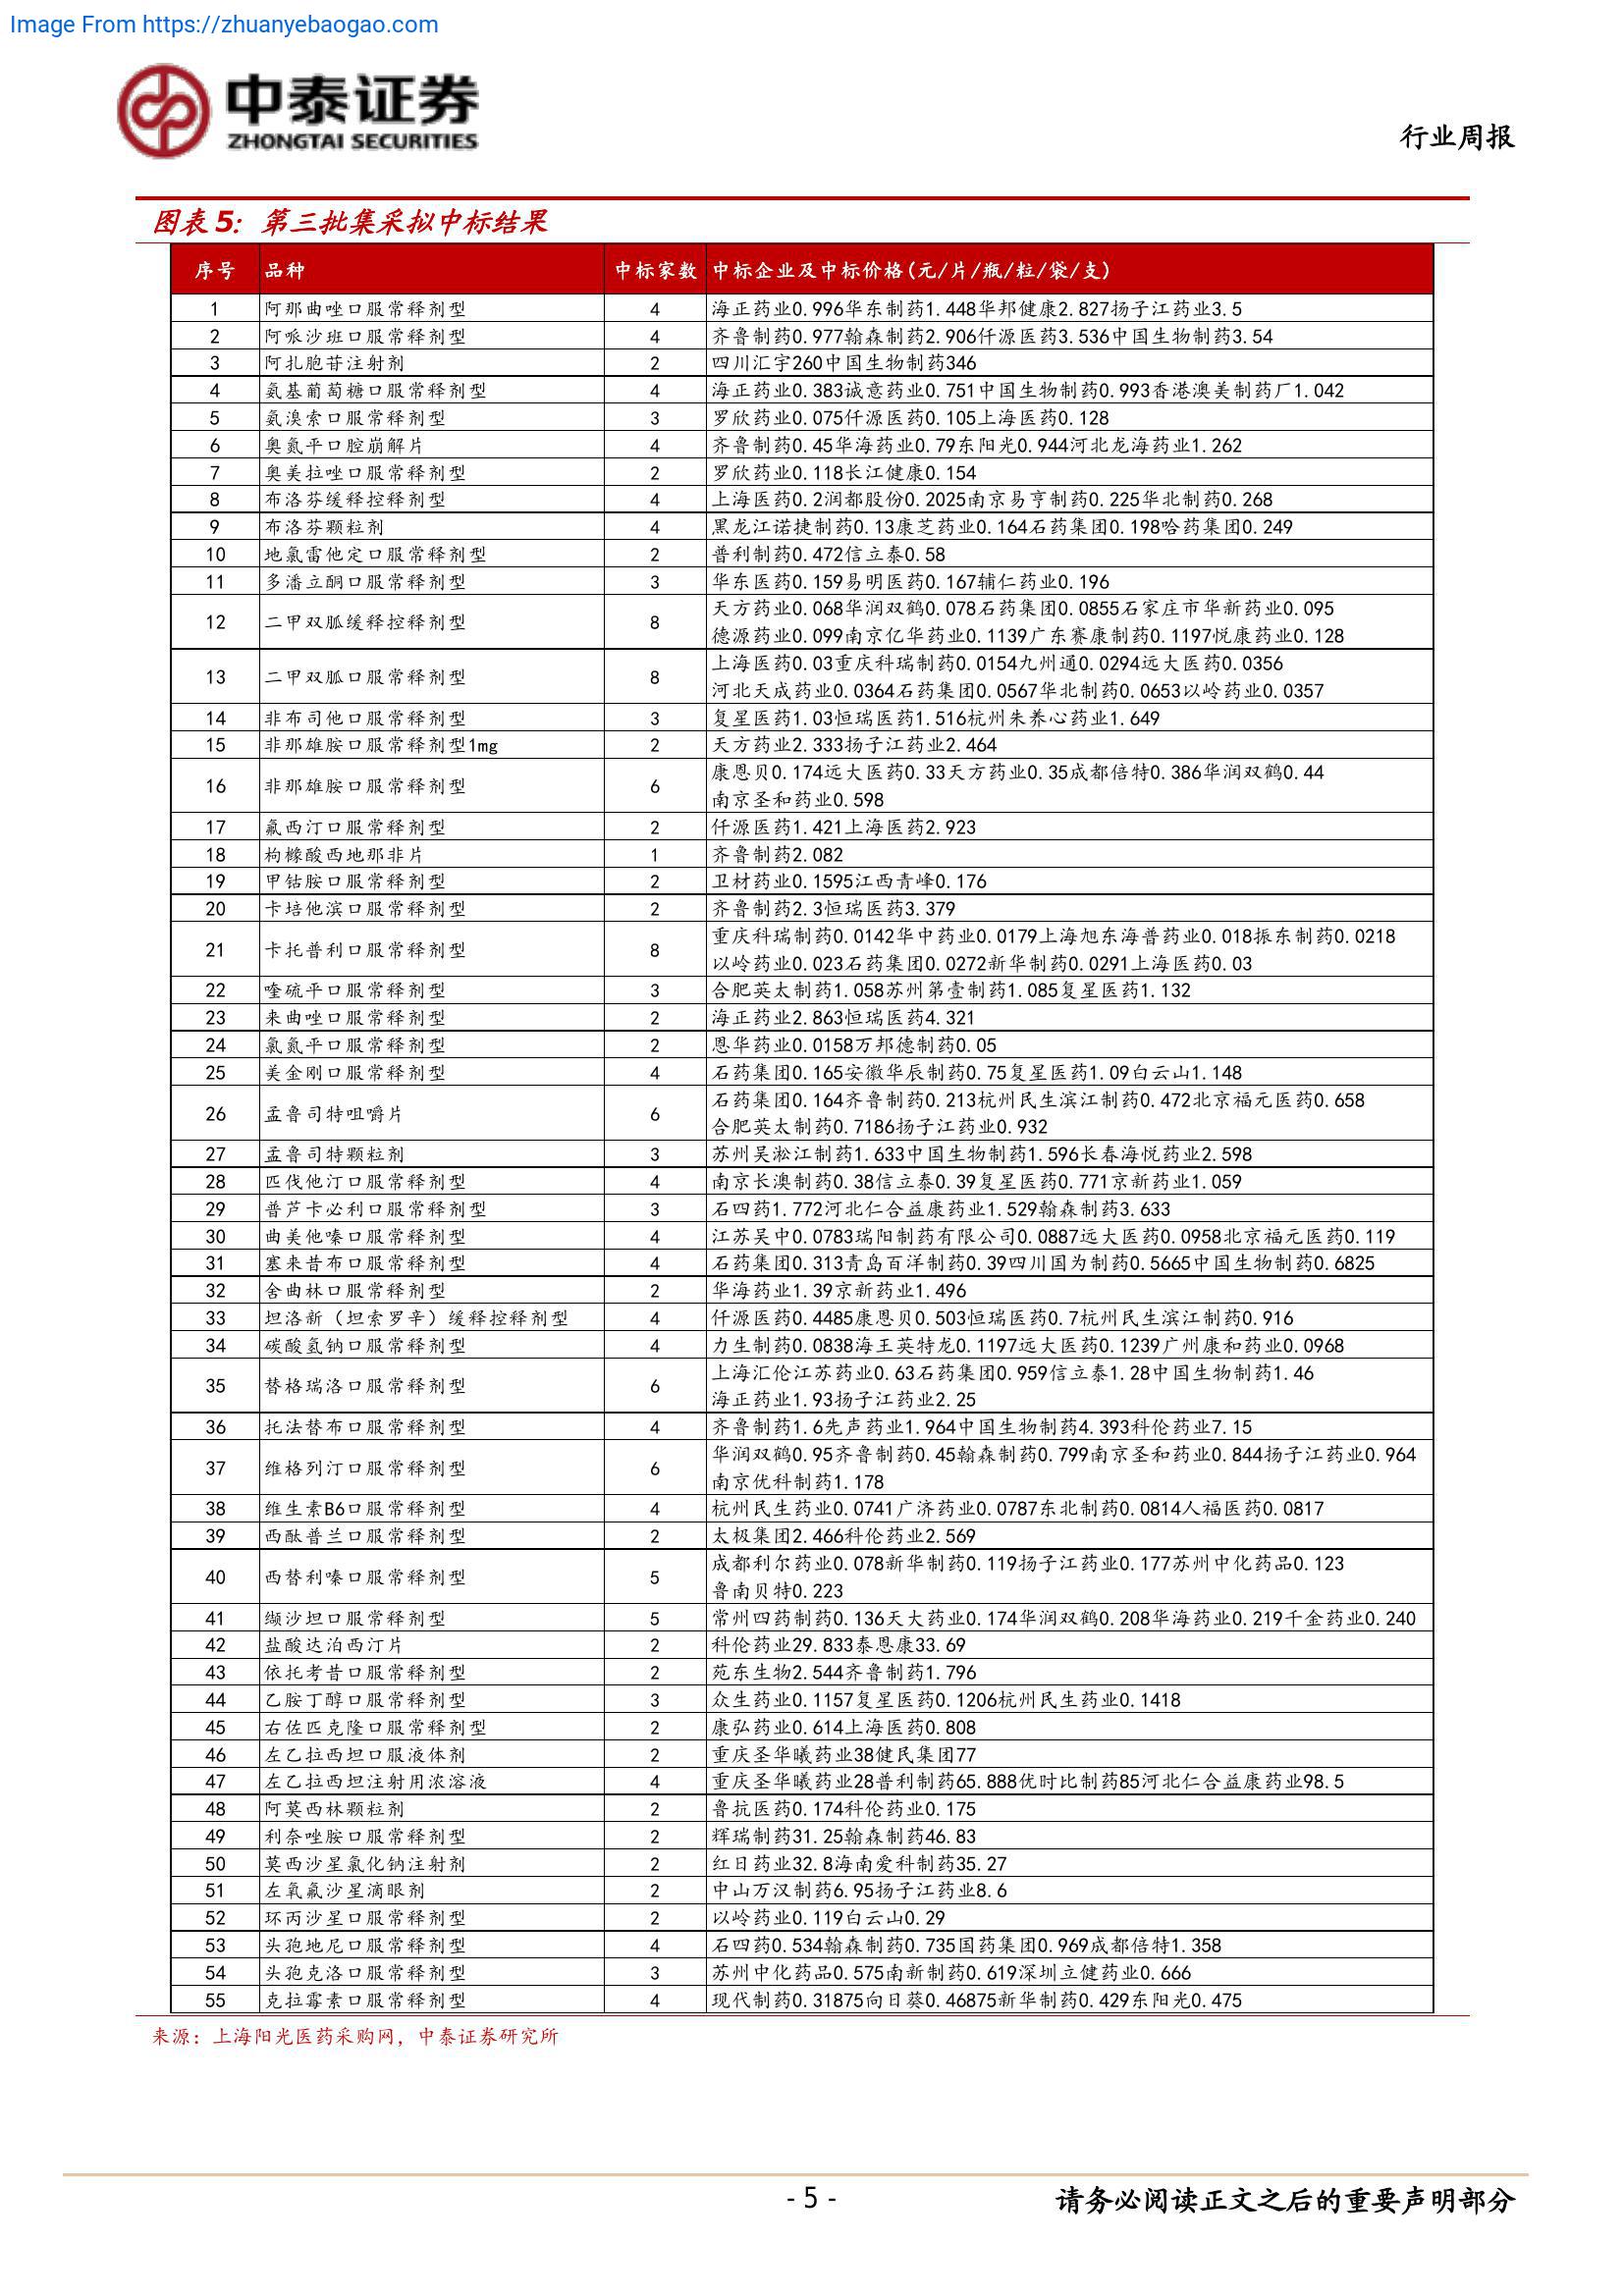 Image From https://zhuanyebaogao.com
中泰证券
ZHONGTAI SECURITIES
行业周报
图表 5：第三批集采拟中标结果
序号 品种 中标家数 中标企业及中标价格(元/片/瓶/粒/袋/支)
1 阿那曲唑口服常释剂型 4 海正药业0.996华东制药1.448华邦健康2.827扬子江药业3.5
2 阿哌沙班口服常释剂型 4 齐鲁制药0.977翰森制药2.906仟源医药3.536中国生物制药3.54
3 阿扎胞苷注射剂 2 四川汇宇260中国生物制药346
4 氨基葡萄糖口服常释剂型 4 海正药业0.383诚意药业0.751中国生物制药0.993香港澳美制药厂1.042
5 氨溴索口服常释剂型 3 罗欣药业0.075仟源医药0.105上海医药0.128
6 奥氮平口腔崩解片 4 齐鲁制药0.45华海药业0.79东阳光0.944河北龙海药业1.262
7 奥美拉唑口服常释剂型 2 罗欣药业0.118长江健康0.154
8 布洛芬缓释控释剂型 4 上海医药0.2润都股份0.2025南京易亨制药0.225华北制药0.268
9 布洛芬颗粒剂 4 黑龙江诺捷制药0.13康芝药业0.164石药集团0.198哈药集团0.249
10 地氯雷他定口服常释剂型 2 普利制药0.472信立泰0.58
11 多潘立酮口服常释剂型 3 华东医药0.159易明医药0.167辅仁药业0.196
12 二甲双胍缓释控释剂型 8 天方药业0.068华润双鹤0.078石药集团0.0855石家庄市华新药业0.095
德源药业0.099南京亿华药业0.1139广东赛康制药0.1197悦康药业0.128
13 二甲双胍口服常释剂型 8 上海医药0.03重庆科瑞制药0.0154九州通0.0294远大医药0.0356
河北天成药业0.0364石药集团0.0567华北制药0.0653以岭药业0.0357
14 非布司他口服常释剂型 3 复星医药1.03恒瑞医药1.516杭州朱养心药业1.649
15 非那雄胺口服常释剂型1mg 2 天方药业2.333扬子江药业2.464
16 非那雄胺口服常释剂型 6 康恩贝0.174远大医药0.33天方药业0.35成都倍特0.386华润双鹤0.44
南京圣和药业0.598
17 氟西汀口服常释剂型 2 仟源医药1.421上海医药2.923
18 枸橼酸西地那非片 1 齐鲁制药2.082
19 甲钴胺口服常释剂型 2 卫材药业0.1595江西青峰0.176
20 卡培他滨口服常释剂型 2 齐鲁制药2.3恒瑞医药3.379
21 卡托普利口服常释剂型 8 重庆科瑞制药0.0142华中药业0.0179上海旭东海普药业0.018振东制药0.0218
以岭药业0.023石药集团0.0272新华制药0.0291上海医药0.03
22 喹硫平口服常释剂型 3 合肥英太制药1.058苏州第壹制药1.085复星医药1.132
23 来曲唑口服常释剂型 2 海正药业2.863恒瑞医药4.321
24 氯氮平口服常释剂型 2 恩华药业0.0158万邦德制药0.05
25 美金刚口服常释剂型 4 石药集团0.165安徽华辰制药0.75复星医药1.09白云山1.148
26 孟鲁司特咀嚼片 6 石药集团0.164齐鲁制药0.213杭州民生滨江制药0.472北京福元医药0.658
合肥英太制药0.7186扬子江药业0.932
27 孟鲁司特颗粒剂 3 苏州吴淞江制药1.633中国生物制药1.596长春海悦药业2.598
28 匹伐他汀口服常释剂型 4 南京长澳制药0.38信立泰0.39复星医药0.771京新药业1.059
29 普芦卡必利口服常释剂型 3 石四药1.772河北仁合益康药业1.529翰森制药3.633
30 曲美他嗪口服常释剂型 4 江苏吴中0.0783瑞阳制药有限公司0.0887远大医药0.0958北京福元医药0.119
31 塞来昔布口服常释剂型 4 石药集团0.313青岛百洋制药0.39四川国为制药0.5665中国生物制药0.6825
32 舍曲林口服常释剂型 2 华海药业1.39京新药业1.496
33 坦洛新（坦索罗辛）缓释控释剂型 4 仟源医药0.4485康恩贝0.503恒瑞医药0.7杭州民生滨江制药0.916
34 碳酸氢钠口服常释剂型 4 力生制药0.0838海王英特龙0.1197远大医药0.1239广州康和药业0.0968
35 替格瑞洛口服常释剂型 6 上海汇伦江苏药业0.63石药集团0.959信立泰1.28中国生物制药1.46
海正药业1.93扬子江药业2.25
36 托法替布口服常释剂型 4 齐鲁制药1.6先声药业1.964中国生物制药4.393科伦药业7.15
37 维格列汀口服常释剂型 6 华润双鹤0.95齐鲁制药0.45翰森制药0.799南京圣和药业0.844扬子江药业0.964
南京优科制药1.178
38 维生素B6口服常释剂型 4 杭州民生药业0.0741广济药业0.0787东北制药0.0814人福医药0.0817
39 西酞普兰口服常释剂型 2 太极集团2.466科伦药业2.569
40 西替利嗪口服常释剂型 5 成都利尔药业0.078新华制药0.119扬子江药业0.177苏州中化药品0.123
鲁南贝特0.223
41 缬沙坦口服常释剂型 5 常州四药制药0.136天大药业0.174华润双鹤0.208华海药业0.219千金药业0.240
42 盐酸达泊西汀片 2 科伦药业29.833泰恩康33.69
43 依托考昔口服常释剂型 2 苑东生物2.544齐鲁制药1.796
44 乙胺丁醇口服常释剂型 3 众生药业0.1157复星医药0.1206杭州民生药业0.1418
45 右佐匹克隆口服常释剂型 2 康弘药业0.614上海医药0.808
46 左乙拉西坦口服液体剂 2 重庆圣华曦药业38健民集团77
47 左乙拉西坦注射用浓溶液 4 重庆圣华曦药业28普利制药65.888优时比制药85河北仁合益康药业98.5
48 阿莫西林颗粒剂 2 鲁抗医药0.174科伦药业0.175
49 利奈唑胺口服常释剂型 2 辉瑞制药31.25翰森制药46.83
50 莫西沙星氯化钠注射剂 2 红日药业32.8海南爱科制药35.27
51 左氧氟沙星滴眼剂 2 中山万汉制药6.95扬子江药业8.6
52 环丙沙星口服常释剂型 2 以岭药业0.119白云山0.29
53 头孢地尼口服常释剂型 4 石四药0.534翰森制药0.735国药集团0.969成都倍特1.358
54 头孢克洛口服常释剂型 3 苏州中化药品0.575南新制药0.619深圳立健药业0.666
55 克拉霉素口服常释剂型 4 现代制药0.31875向日葵0.46875新华制药0.429东阳光0.475
来源：上海阳光医药采购网，中泰证券研究所
- 5 -
请务必阅读正文之后的重要声明部分